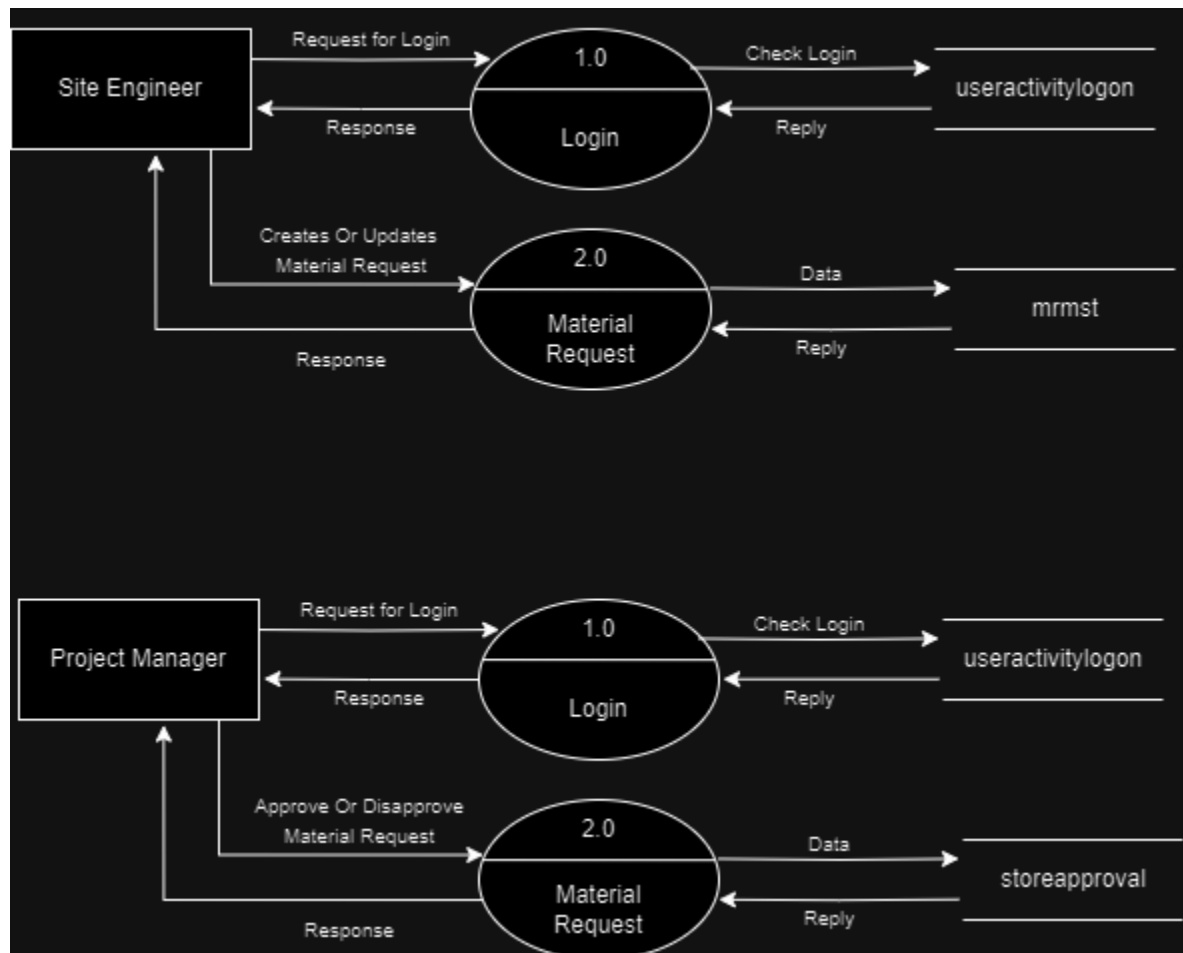 Request for Login
1.0
Check Login
Site Engineer
useractivitylogon
Response
Login
Reply
Creates Or Updates
Material Request
2.0
Data
mrmst
Material
Request
Response
Reply
Request for Login
1.0
Check Login
Project Manager
useractivitylogon
Response
Login
Reply
Approve Or Disapprove
Material Request
2.0
Data
storeapproval
Material
Request
Response
Reply